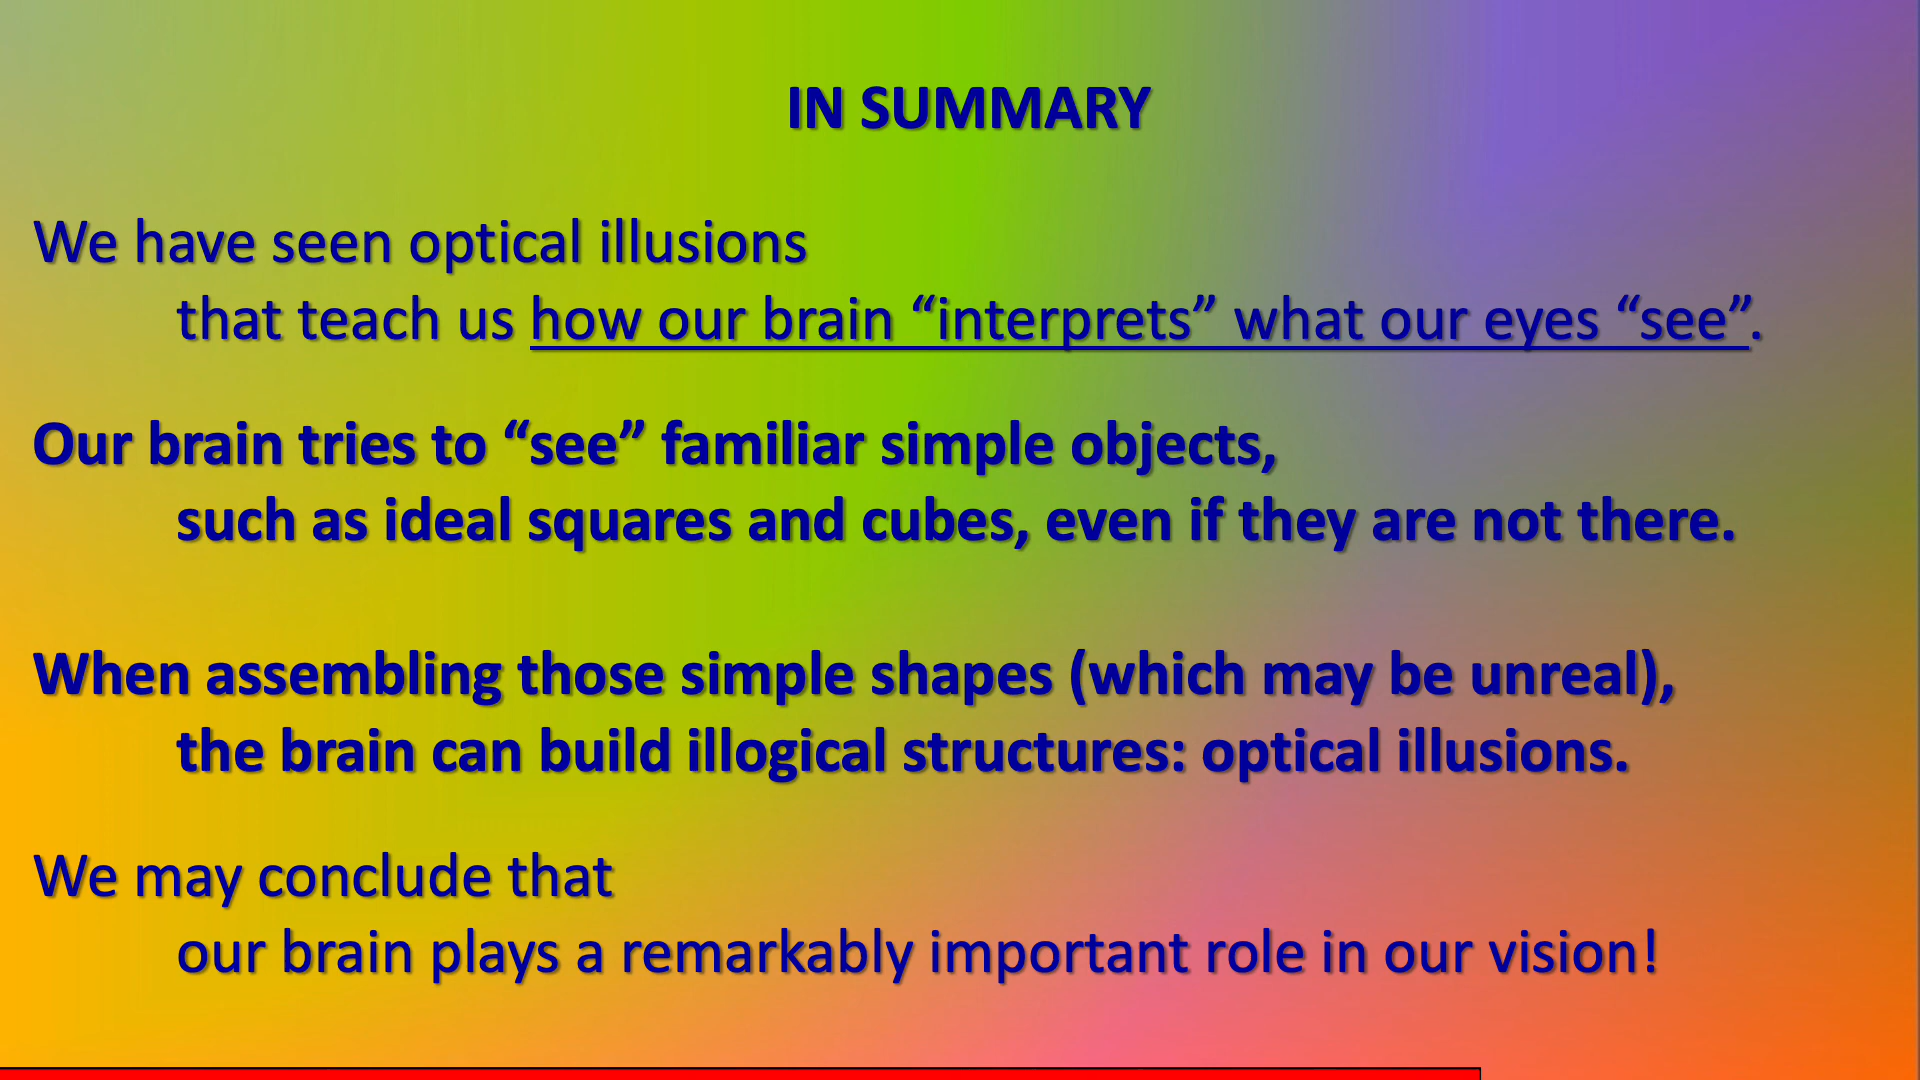 IN SUMMARY
We have seen optical illusions
that teach us how our brain “interprets” what our eyes “see”.
Our brain tries to “see” familiar simple objects,
such as ideal squares and cubes, even if they are not there.
When assembling those simple shapes (which may be unreal),
the brain can build illogical structures: optical illusions.
We may conclude that
our brain plays a remarkably important role in our vision!